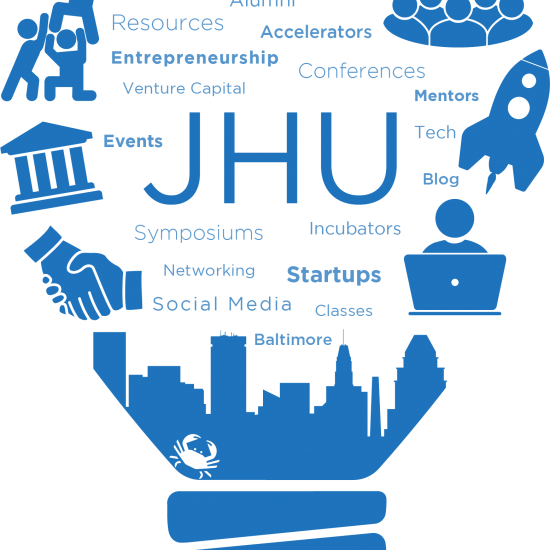 Alumni
Resources
Accelerators
Entrepreneurship
Conferences
Venture Capital
Mentors
Tech
Events
JHU
Blog
Symposiums
Incubators
Networking
Startups
Social Media
Classes
Baltimore